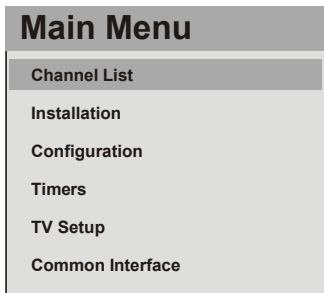 Main Menu
Channel List
Installation
Configuration
Timers
TV Setup
Common Interface